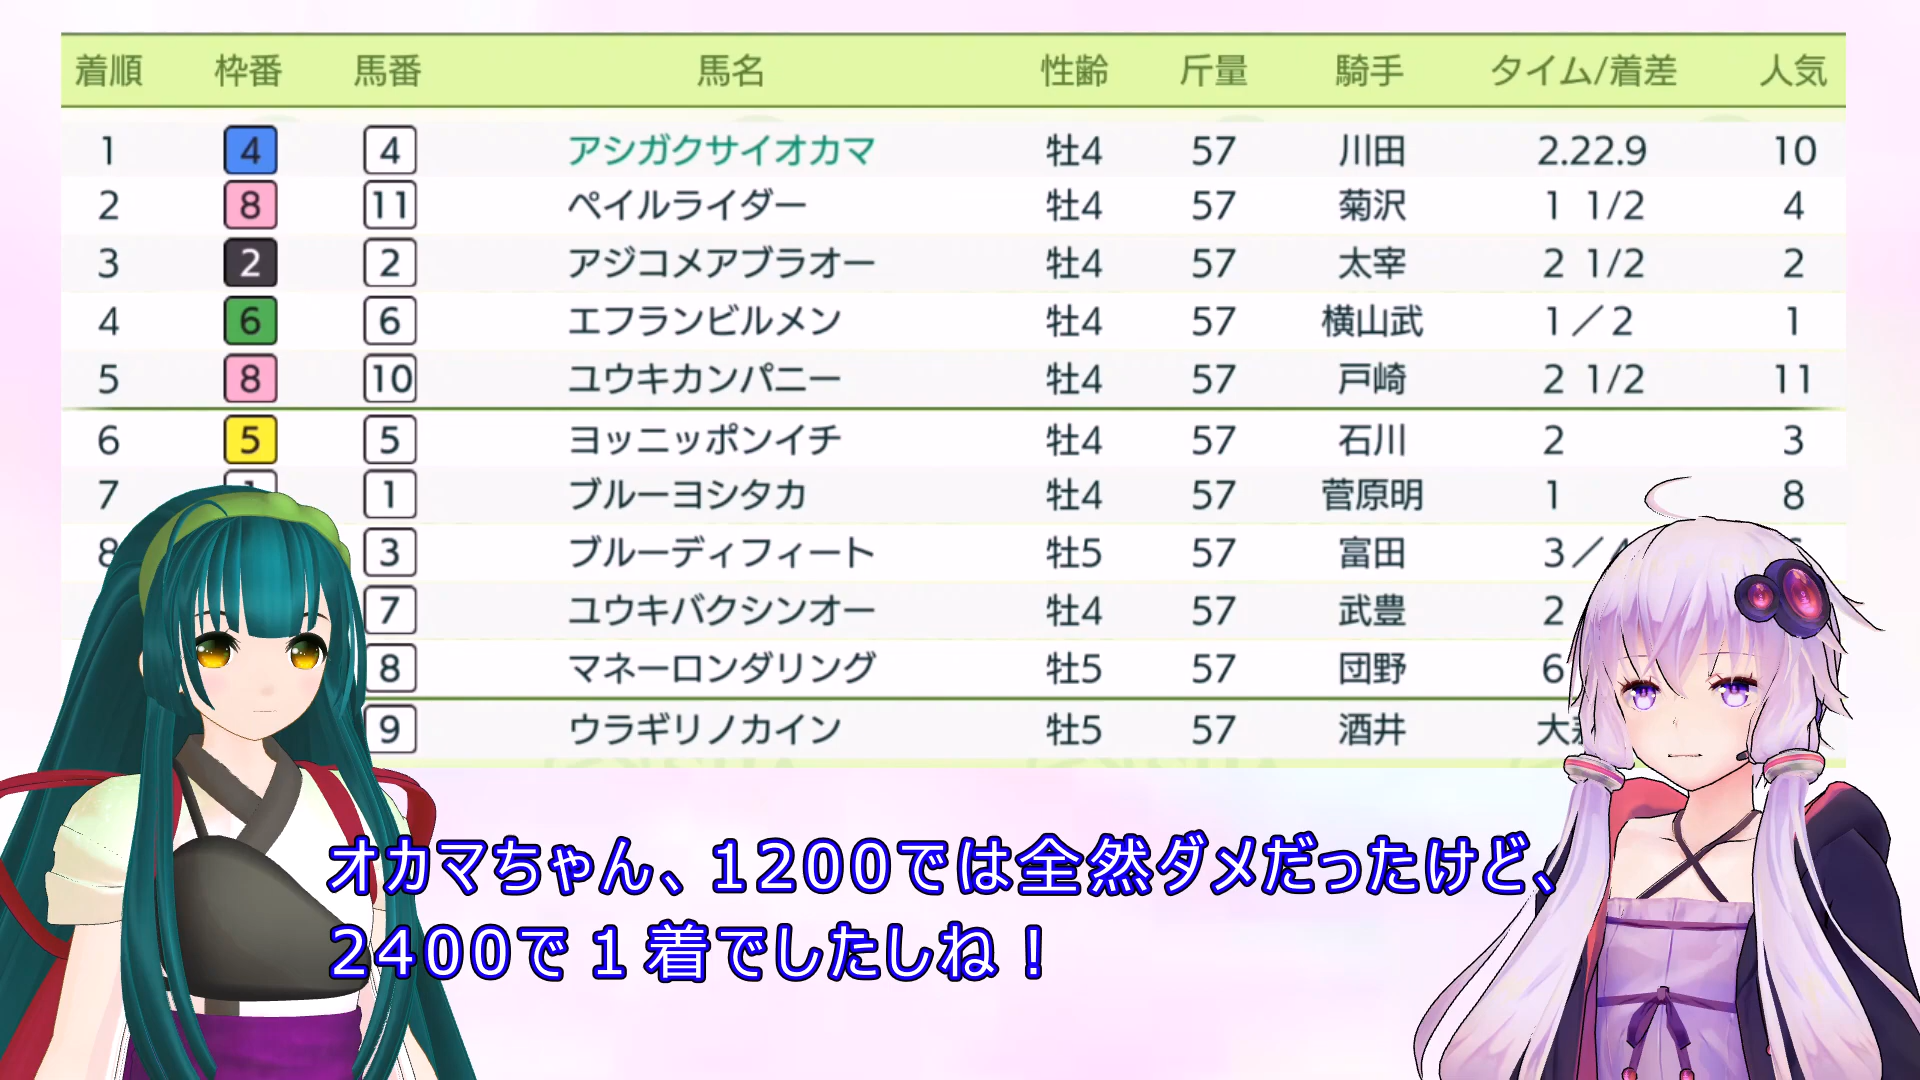 着順 枠番 馬番 馬名 性齢 斤量 騎手 タイム/着差 人気
1 4 4 アシガクサイオカマ 牡4 57 川田 2.22.9 10
2 8 11 ペイルライダー 牡4 57 菊沢 1 1/2 4
3 2 2 アジコメアブラオー 牡4 57 太宰 2 1/2 2
4 6 6 エフランビルメン 牡4 57 横山武 1／2 1
5 8 10 ユウキカンパニー 牡4 57 戸崎 2 1/2 11
6 5 5 ヨッニッポンイチ 牡4 57 石川 2 3
7 1 1 ブルーヨシタカ 牡4 57 菅原明 1 8
8 3 ブルーディフィート 牡5 57 富田 3／4
7 ユウキバクシンオー 牡4 57 武豊 2
8 マネーロンダリング 牡5 57 団野 6
9 ウラギリノカイン 牡5 57 酒井 大
オカマちゃん、1200では全然ダメだったけど、
2400で１着でしたしね！